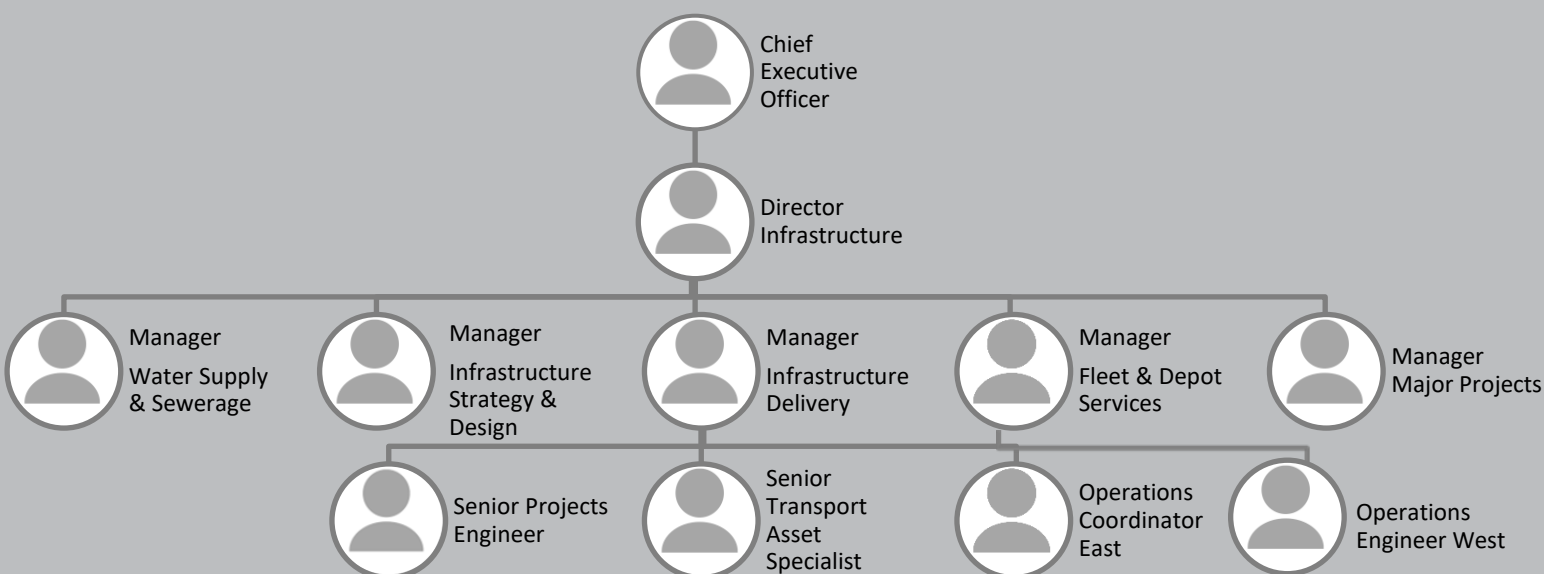 Chief
Executive
Officer
Director
Infrastructure
Manager
Water Supply
& Sewerage
Manager
Infrastructure
Strategy &
Design
Manager
Infrastructure
Delivery
Manager
Fleet & Depot
Services
Manager
Major Projects
Senior Projects
Engineer
Senior
Transport
Asset
Specialist
Operations
Coordinator
East
Operations
Engineer West